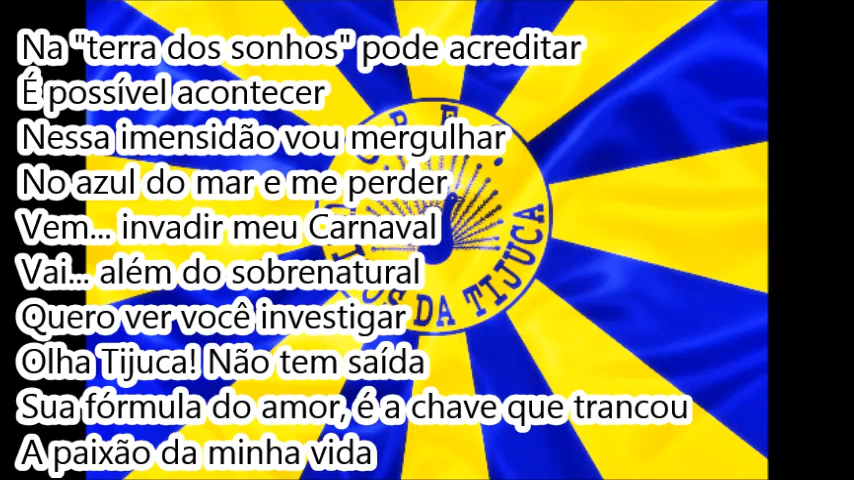 Na "terra dos sonhos" pode acreditar
É possível acontecer
Nessa imensidão vou mergulhar
No azul do mar e me perder
Vem... invadir meu Carnaval
Vai... além do sobrenatural
Quero ver você investigar
Olha Tijuca! Não tem saída
Sua fórmula do amor, é a chave que trancou
A paixão da minha vida
DA TIJUCA